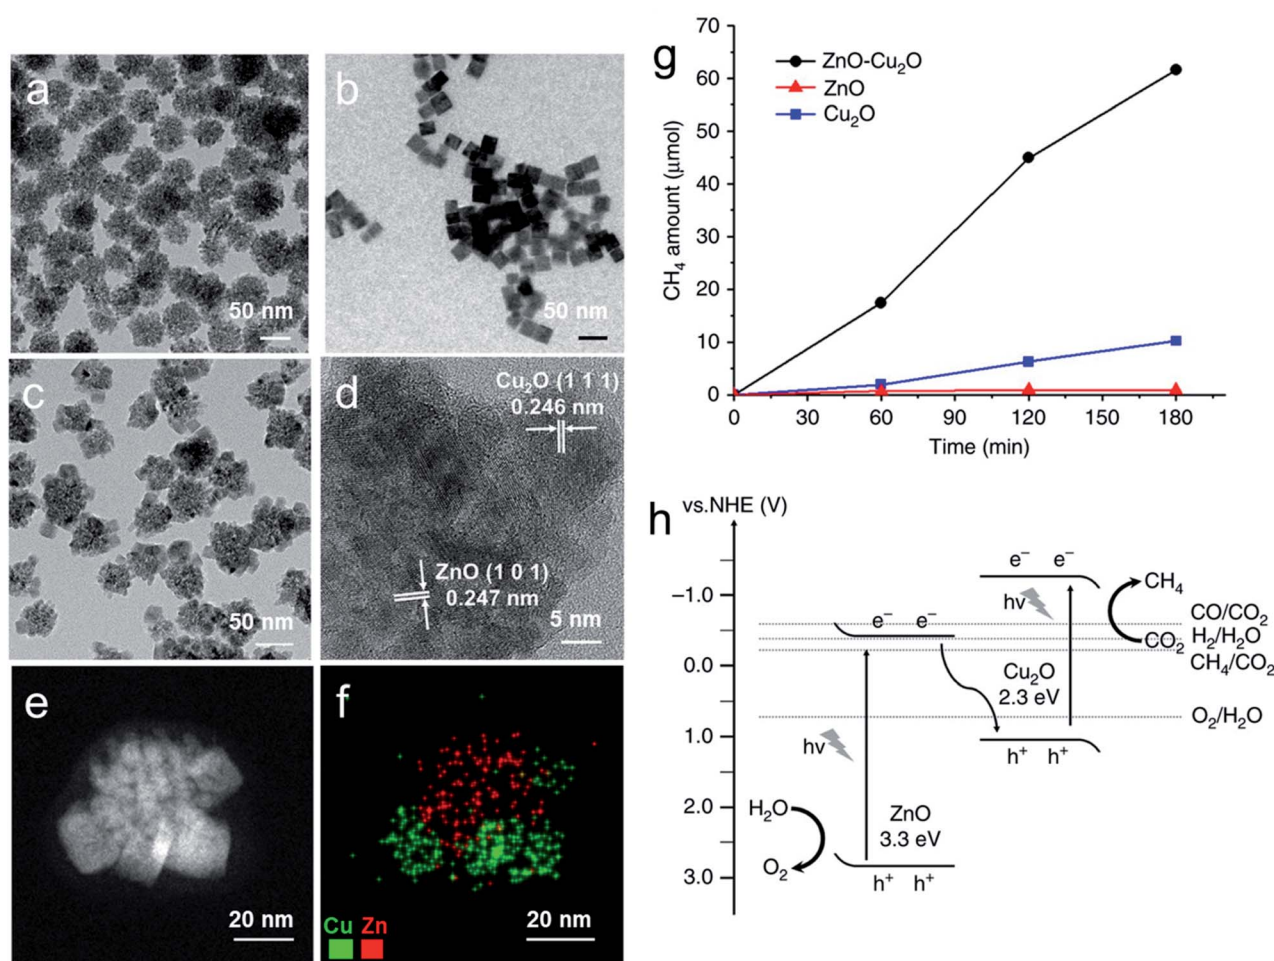 a
50 nm
b
50 nm
c
50 nm
d
Cu₂O (1 1 1)
0.246 nm
ZnO (1 0 1)
0.247 nm
5 nm
e
20 nm
f
Cu Zn
20 nm
g
70
60
50
40
30
20
10
0
CH₄ amount (μmol)
ZnO-Cu₂O
ZnO
Cu₂O
0 30 60 90 120 150 180
Time (min)
h
vs.NHE (V)
–1.0
0.0
1.0
2.0
3.0
e⁻ e⁻
hν
CH₄
CO₂
e⁻ e⁻
CO/CO₂
H₂/H₂O
CH₄/CO₂
O₂/H₂O
Cu₂O
2.3 eV
h⁺ h⁺
hν
H₂O
O₂
ZnO
3.3 eV
h⁺ h⁺